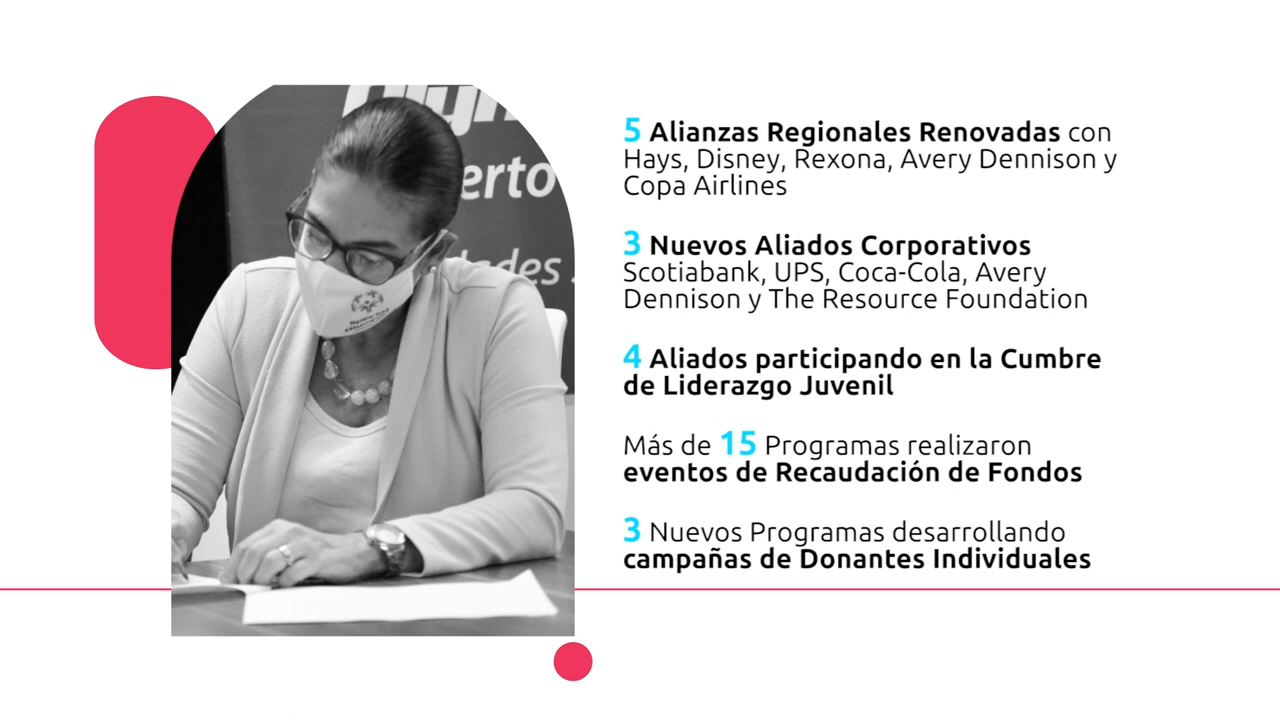 erto
5 Alianzas Regionales Renovadas con
Hays, Disney, Rexona, Avery Dennison y
Copa Airlines
3 Nuevos Aliados Corporativos
Scotiabank, UPS, Coca-Cola, Avery
Dennison y The Resource Foundation
4 Aliados participando en la Cumbre
de Liderazgo Juvenil
Más de 15 Programas realizaron
eventos de Recaudación de Fondos
3 Nuevos Programas desarrollando
campañas de Donantes Individuales